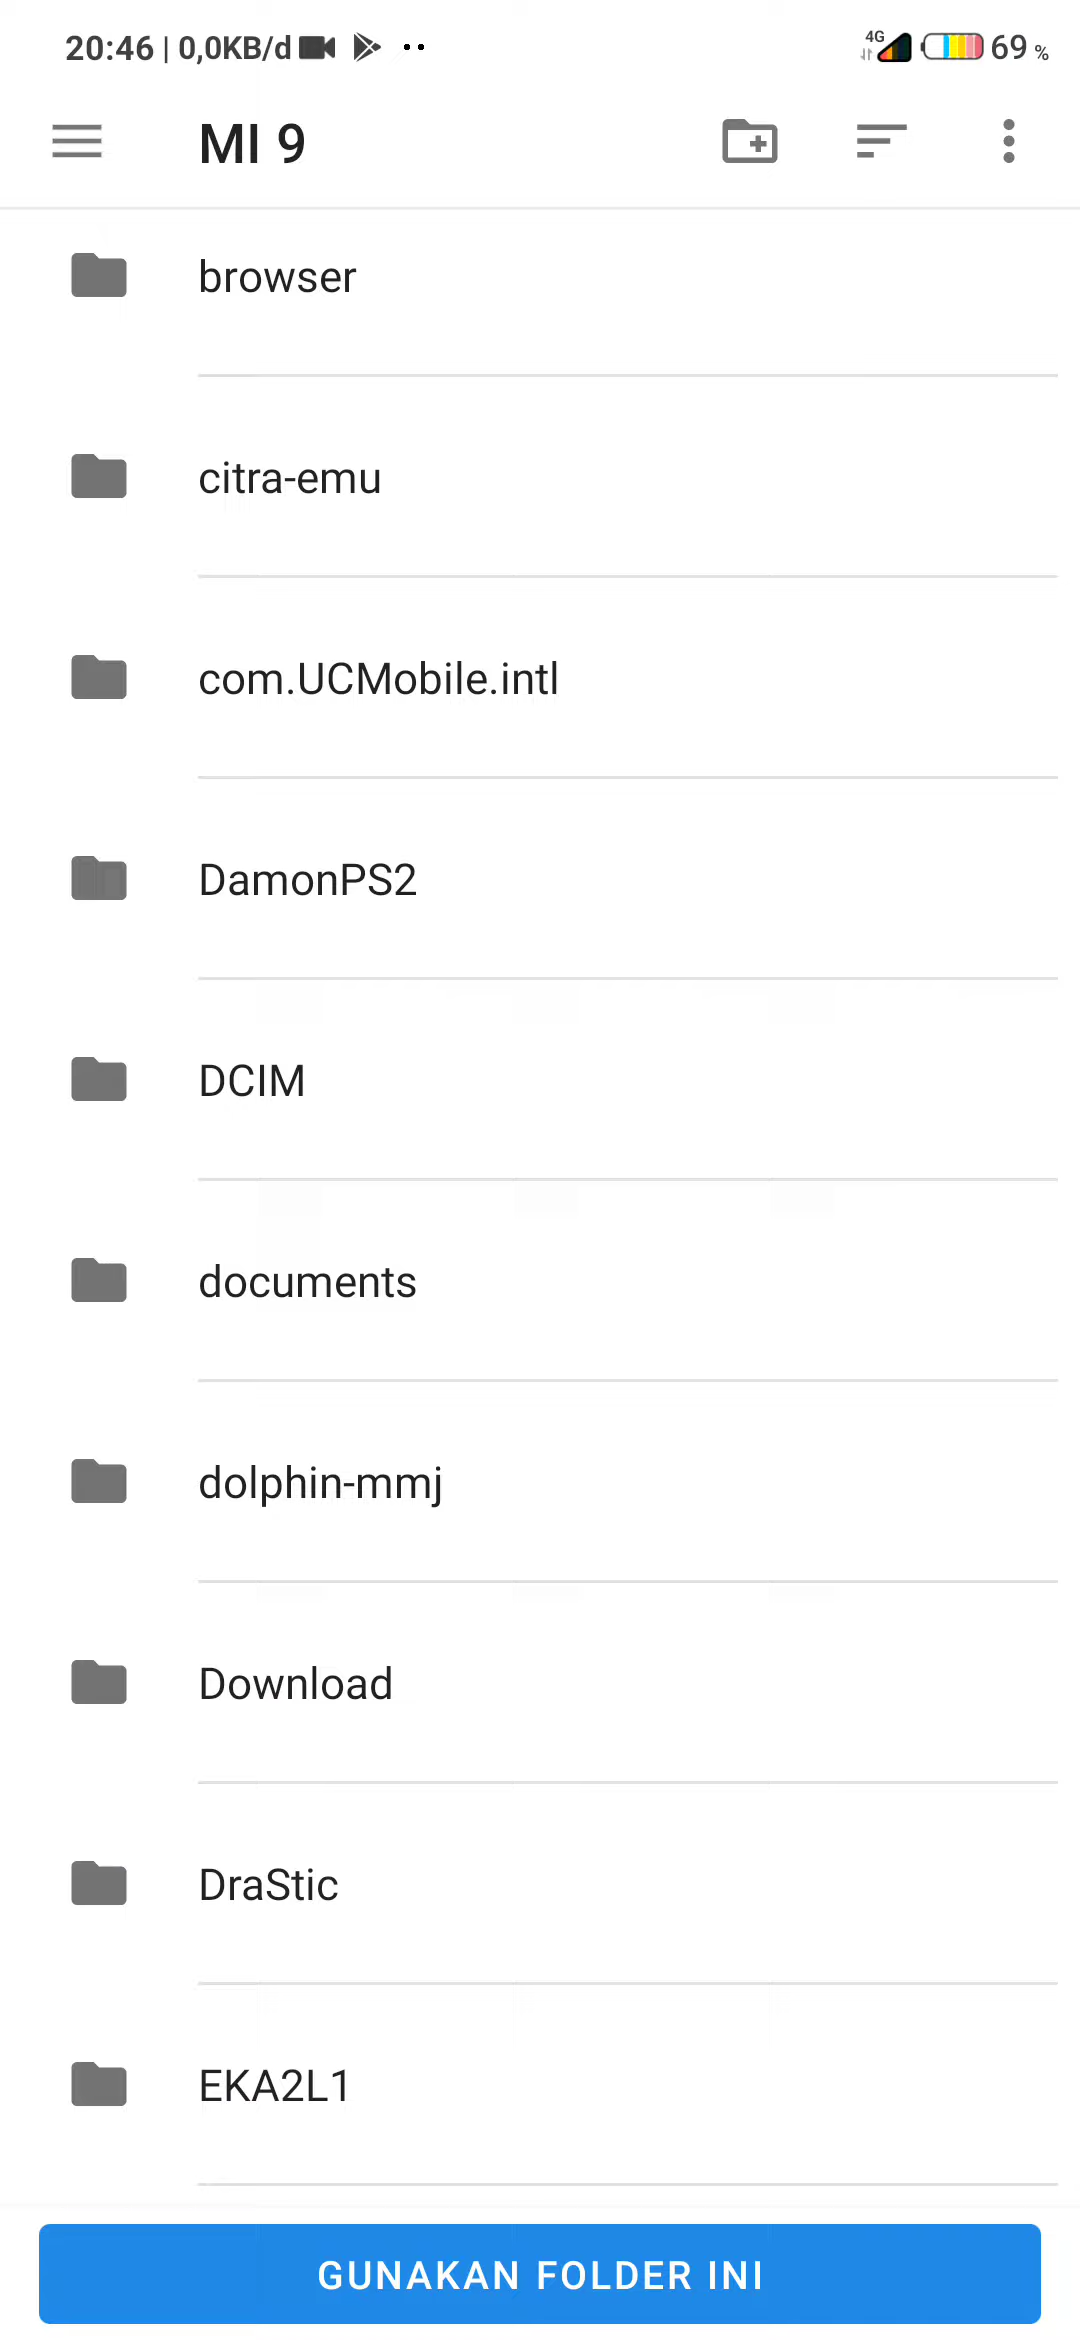 20:46 | 0,0KB/d 4G 69 %
MI 9
browser
citra-emu
com.UCMobile.intl
DamonPS2
DCIM
documents
dolphin-mmj
Download
DraStic
EKA2L1
GUNAKAN FOLDER INI